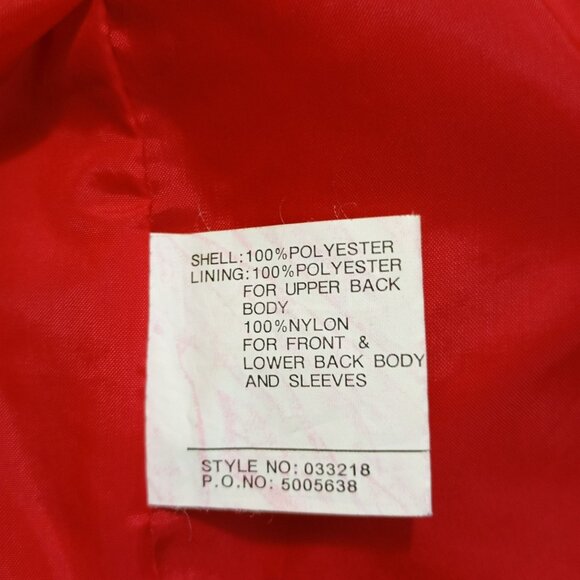 SHELL:100%POLYESTER
LINING:100%POLYESTER
FOR UPPER BACK
BODY
100%NYLON
FOR FRONT &
LOWER BACK BODY
AND SLEEVES
STYLE NO: 033218
P.O.NO: 5005638